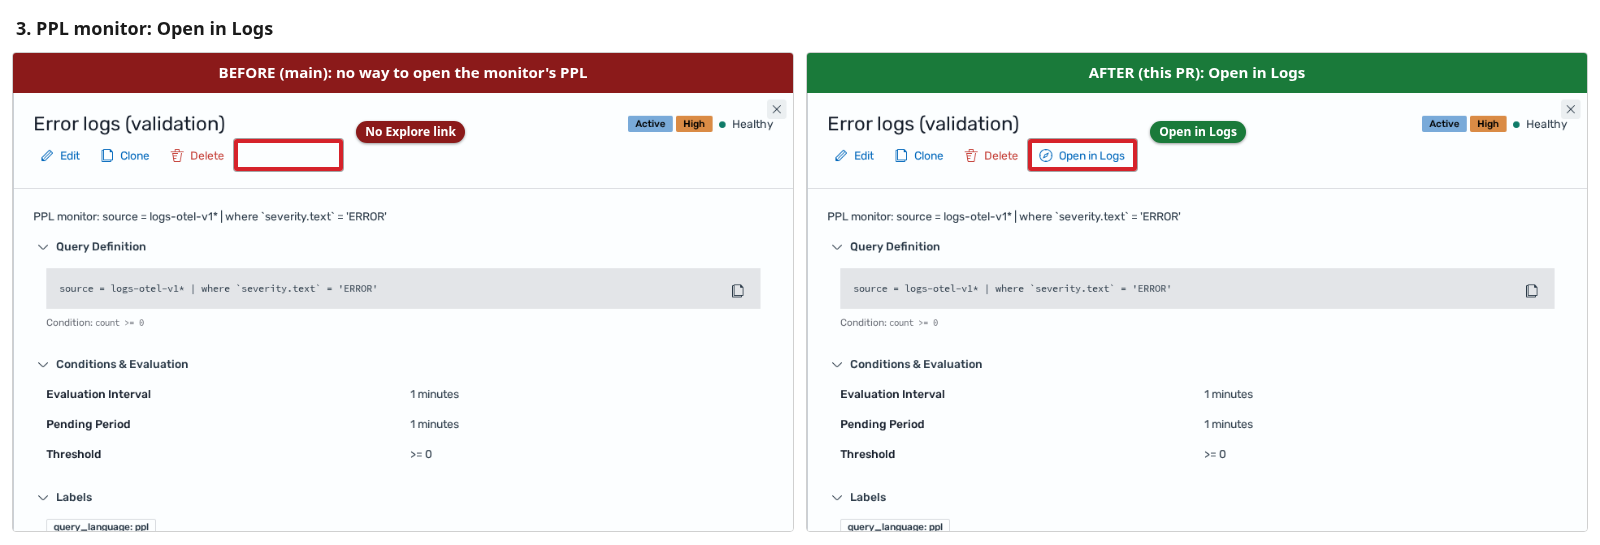 3. PPL monitor: Open in Logs
BEFORE (main): no way to open the monitor's PPL
Error logs (validation)
No Explore link
Active High Healthy
Edit Clone Delete
PPL monitor: source = logs-otel-v1* | where `severity.text` = 'ERROR'
Query Definition
source = logs-otel-v1* | where `severity.text` = 'ERROR'
Condition: count >= 0
Conditions & Evaluation
Evaluation Interval 1 minutes
Pending Period 1 minutes
Threshold >= 0
Labels
query_language: ppl
AFTER (this PR): Open in Logs
Error logs (validation)
Open in Logs
Active High Healthy
Edit Clone Delete Open in Logs
PPL monitor: source = logs-otel-v1* | where `severity.text` = 'ERROR'
Query Definition
source = logs-otel-v1* | where `severity.text` = 'ERROR'
Condition: count >= 0
Conditions & Evaluation
Evaluation Interval 1 minutes
Pending Period 1 minutes
Threshold >= 0
Labels
query_language: ppl